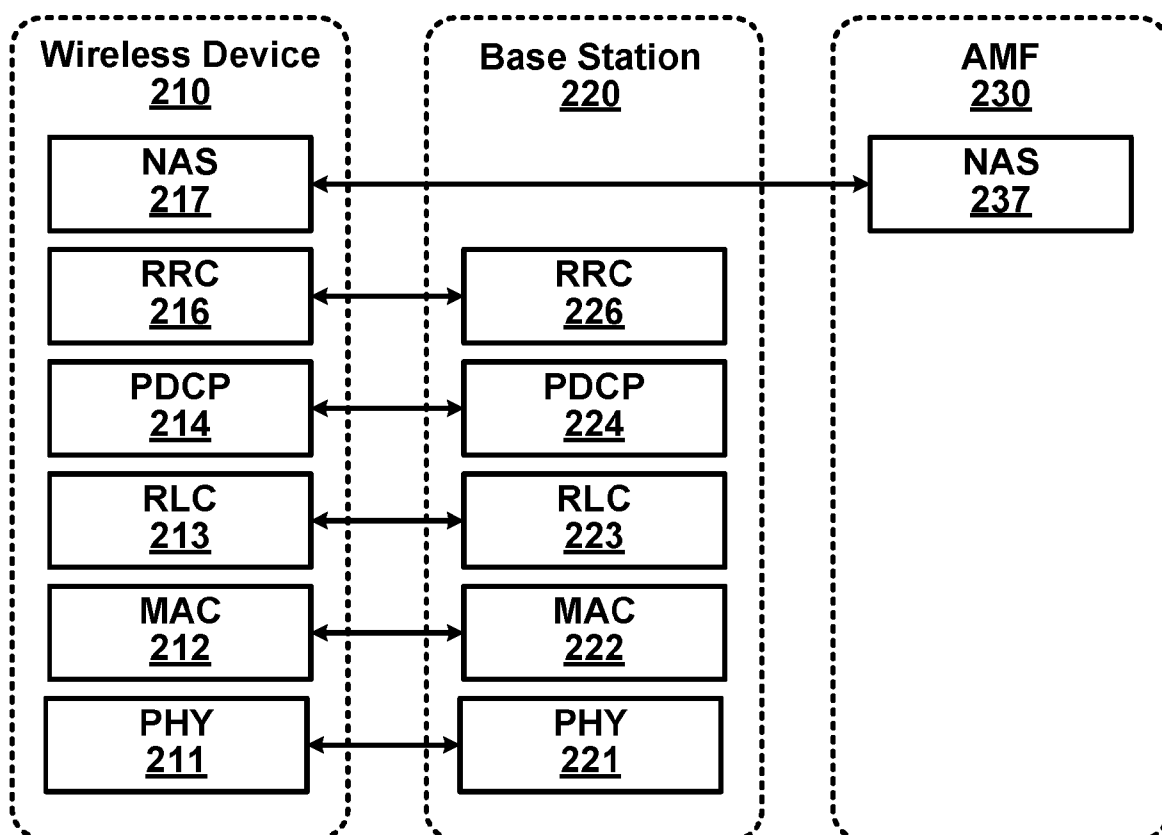 Wireless Device
210
Base Station
220
AMF
230
NAS
217
NAS
237
RRC
216
RRC
226
PDCP
214
PDCP
224
RLC
213
RLC
223
MAC
212
MAC
222
PHY
211
PHY
221